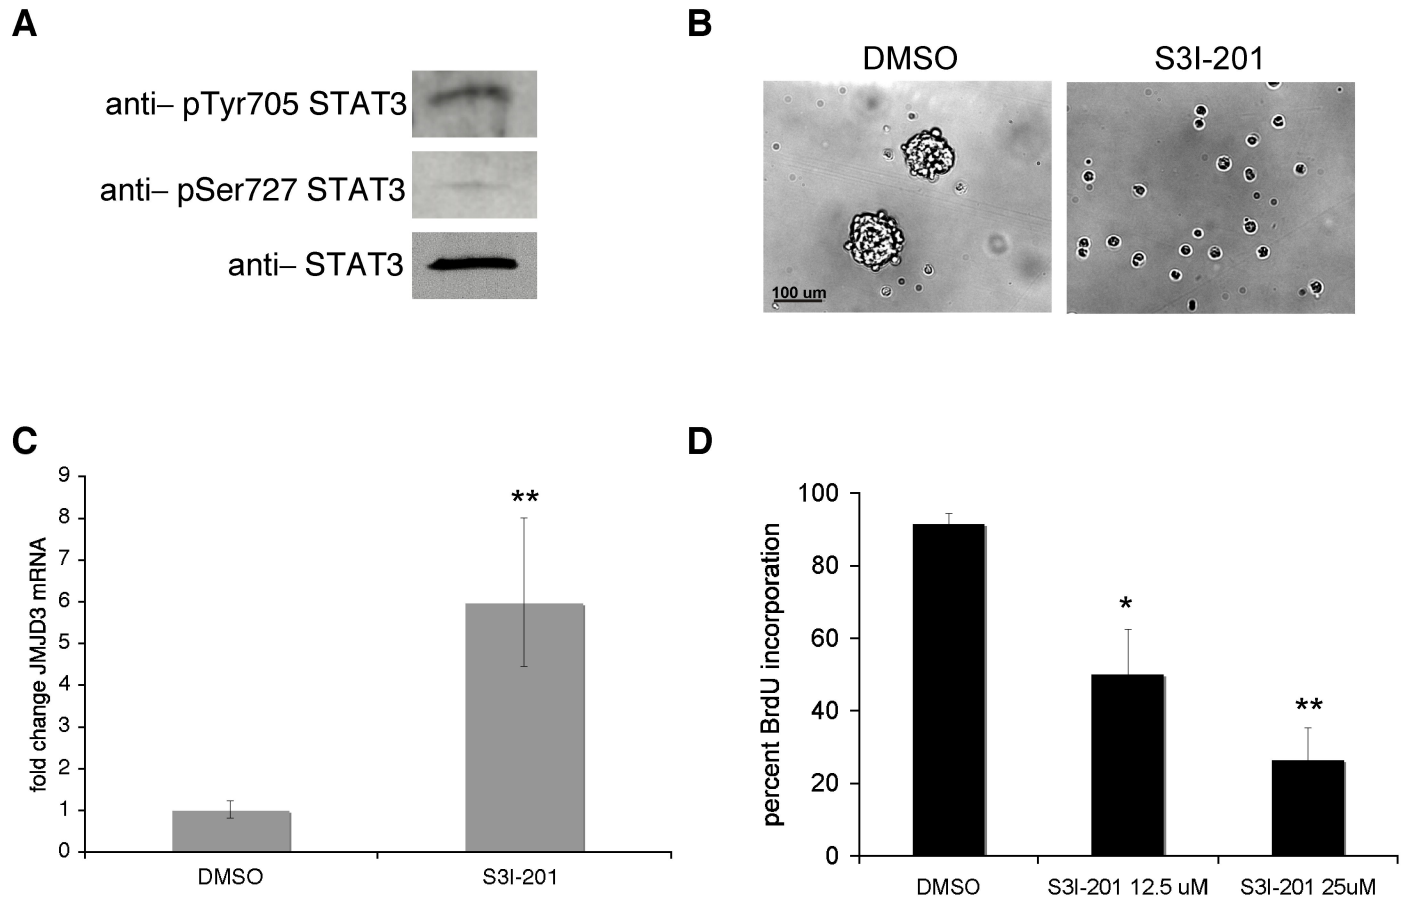 A
anti– pTyr705 STAT3
anti– pSer727 STAT3
anti– STAT3
B
DMSO
S3I-201
100 um
C
fold change JMJD3 mRNA
9
8
7
6
5
4
3
2
1
0
**
DMSO
S3I-201
D
percent BrdU incorporation
100
80
60
40
20
0
*
**
DMSO
S3I-201 12.5 uM
S3I-201 25uM